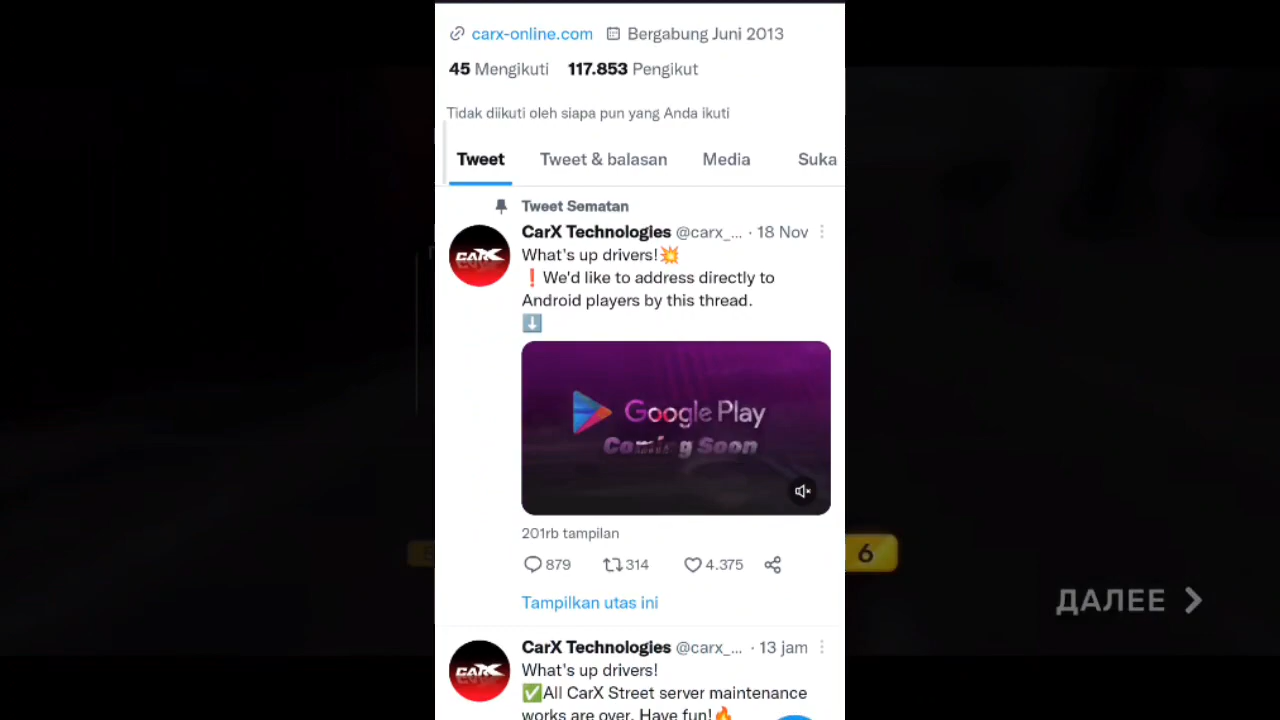 carx-online.com Bergabung Juni 2013
45 Mengikuti 117.853 Pengikut
Tidak diikuti oleh siapa pun yang Anda ikuti
Tweet Tweet & balasan Media Suka
Tweet Sematan
CarX Technologies @carx_... · 18 Nov
What's up drivers!💥
❗We'd like to address directly to
Android players by this thread.
⬇️
Google Play
Coming Soon
201rb tampilan
879 314 4.375
Tampilkan utas ini
CarX Technologies @carx_... · 13 jam
What's up drivers!
✅All CarX Street server maintenance
works are over. Have fun!🔥
CARX
CARX
6
ДАЛЕЕ